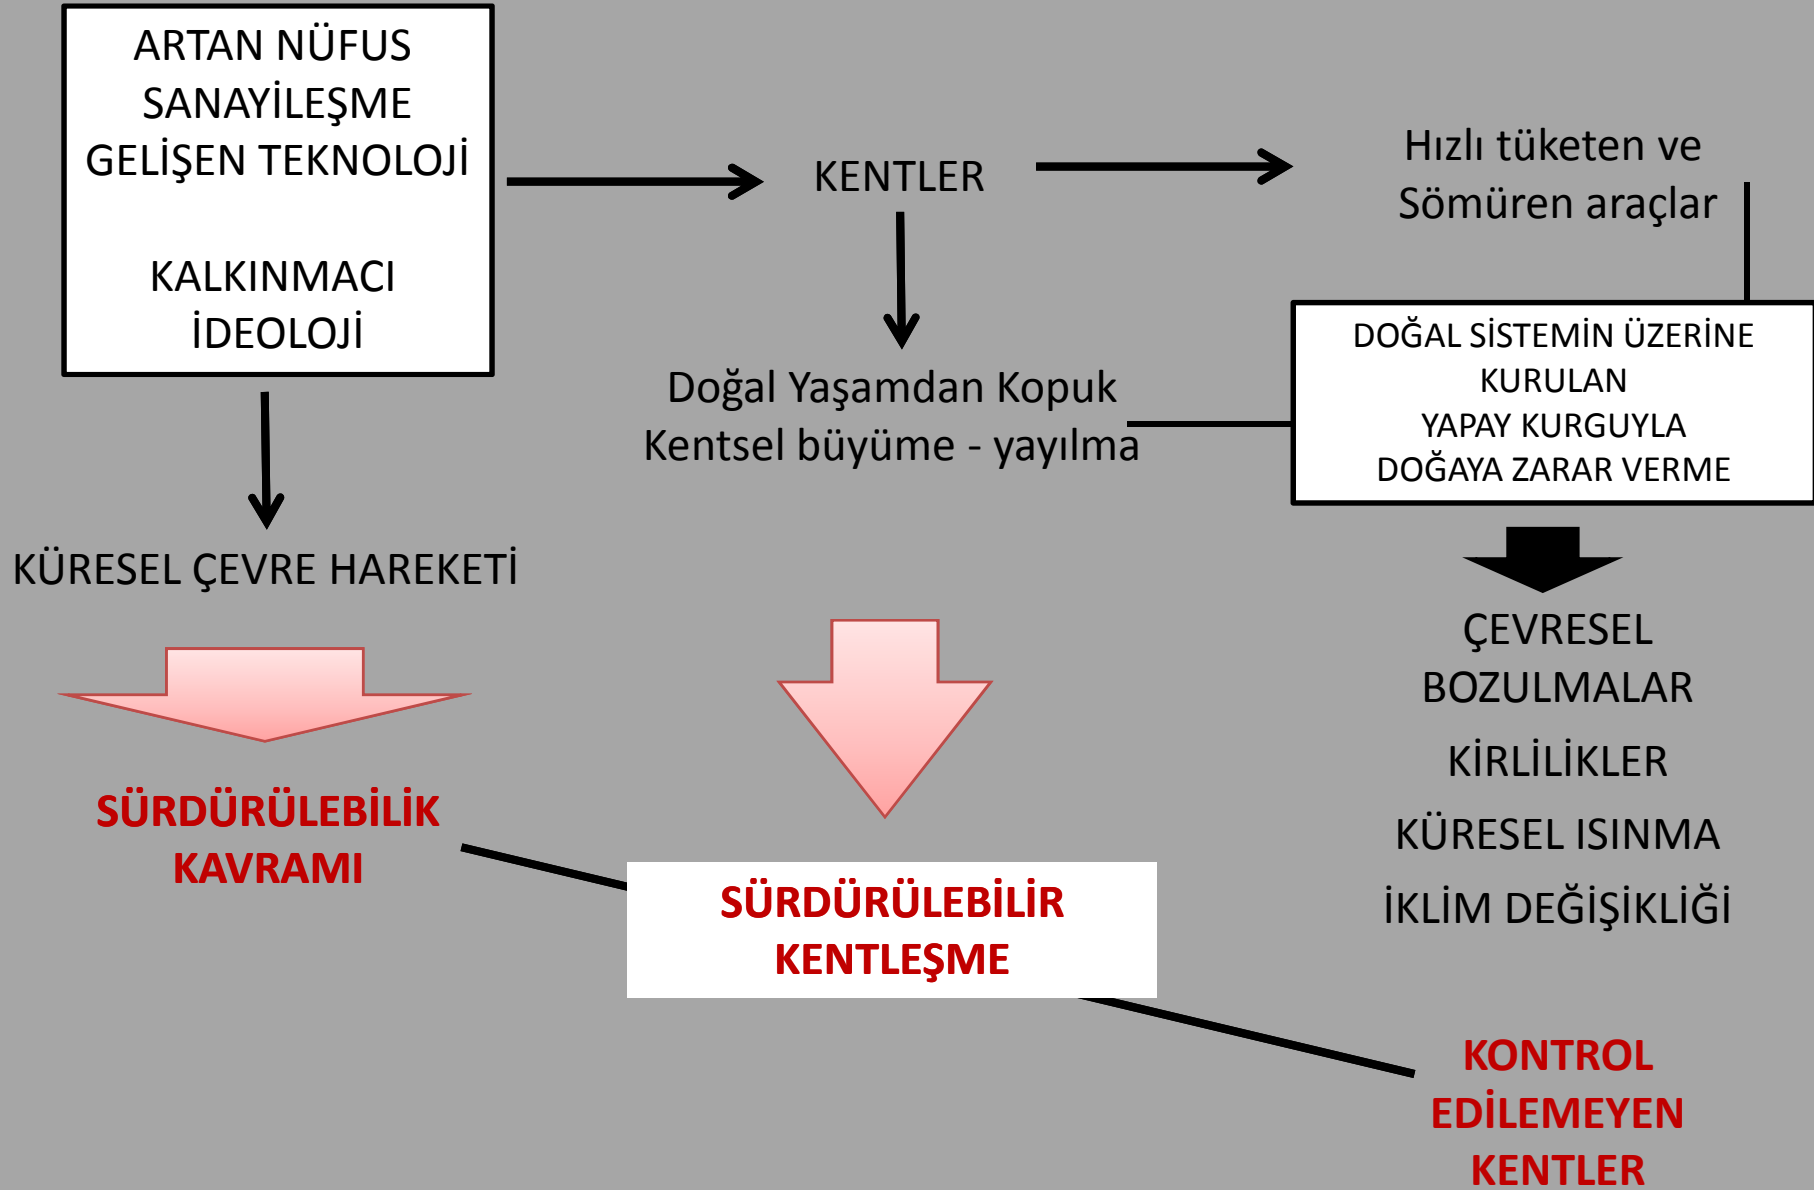 ARTAN NÜFUS
SANAYİLEŞME
GELİŞEN TEKNOLOJİ
KALKINMACI
İDEOLOJİ
KENTLER
Hızlı tüketen ve
Sömüren araçlar
Doğal Yaşamdan Kopuk
Kentsel büyüme - yayılma
DOĞAL SİSTEMİN ÜZERİNE
KURULAN
YAPAY KURGUYLA
DOĞAYA ZARAR VERME
KÜRESEL ÇEVRE HAREKETİ
ÇEVRESEL
BOZULMALAR
KİRLİLİKLER
KÜRESEL ISINMA
İKLİM DEĞİŞİKLİĞİ
SÜRDÜRÜLEBİLİK
KAVRAMI
SÜRDÜRÜLEBİLİR
KENTLEŞME
KONTROL
EDİLEMEYEN
KENTLER